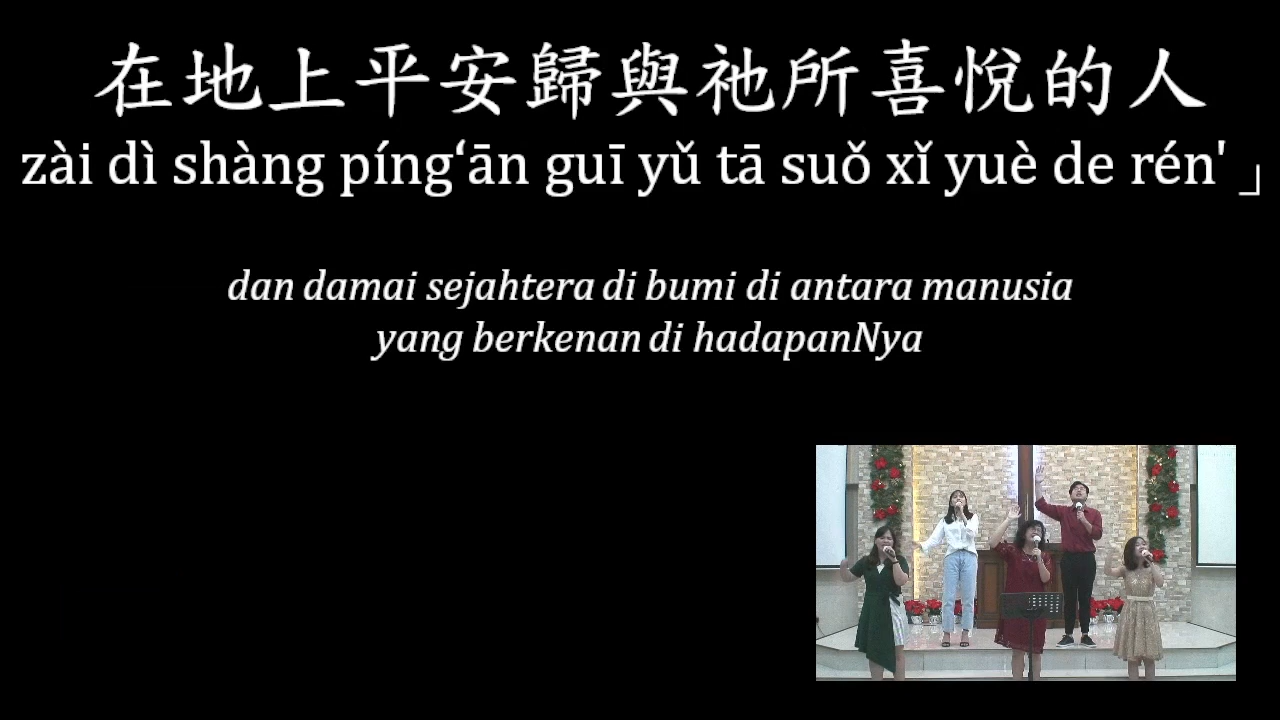 在地上平安歸與祂所喜悅的人
zài dì shàng píng‘ān guī yǔ tā suǒ xǐ yuè de rén'」
dan damai sejahtera di bumi di antara manusia
yang berkenan di hadapanNya